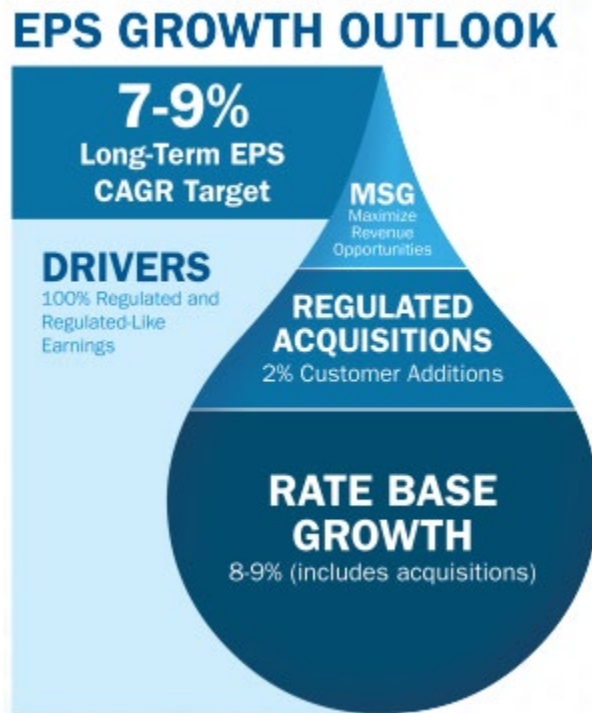 EPS GROWTH OUTLOOK
7-9%
Long-Term EPS
CAGR Target
MSG
Maximize
Revenue
Opportunities
DRIVERS
100% Regulated and
Regulated-Like
Earnings
REGULATED
ACQUISITIONS
2% Customer Additions
RATE BASE
GROWTH
8-9% (includes acquisitions)